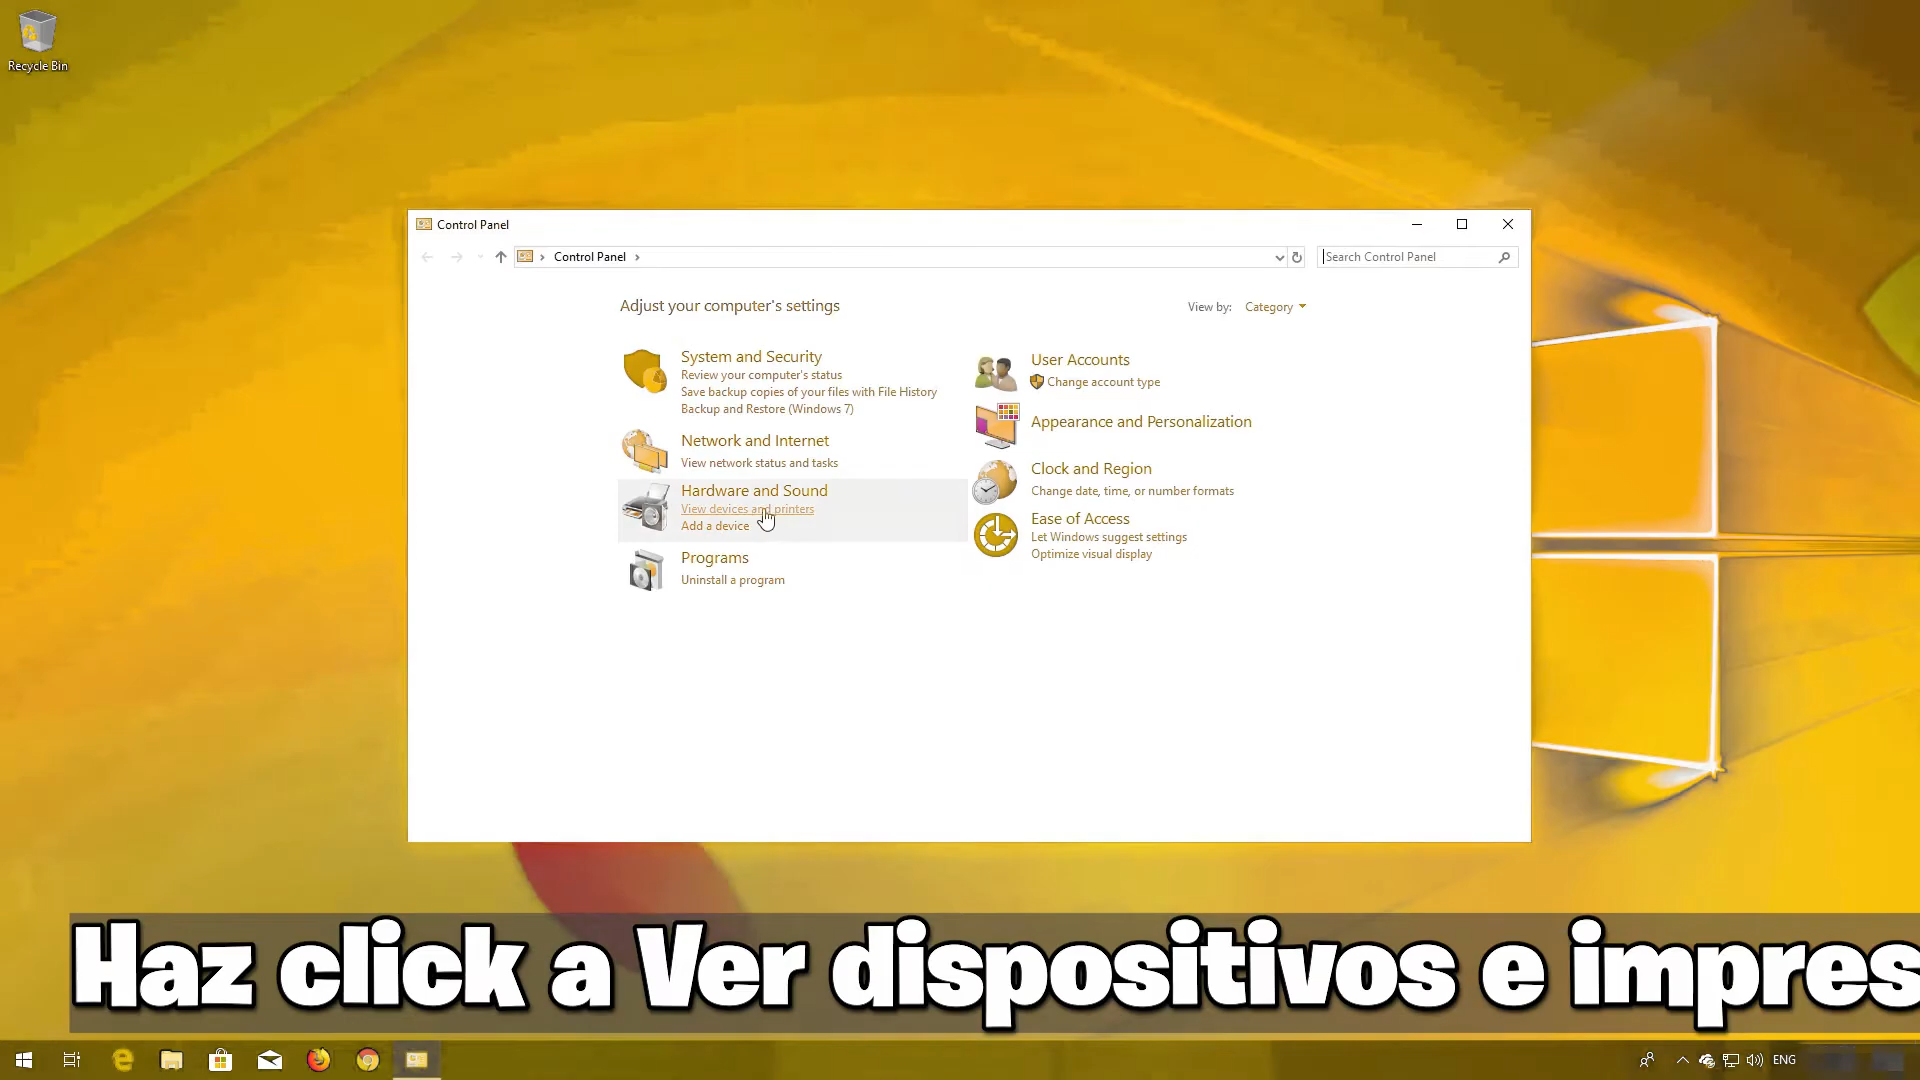 Recycle Bin
Control Panel
Control Panel
Search Control Panel
Adjust your computer's settings
View by: Category
System and Security
Review your computer's status
Save backup copies of your files with File History
Backup and Restore (Windows 7)
Network and Internet
View network status and tasks
Hardware and Sound
View devices and printers
Add a device
Programs
Uninstall a program
User Accounts
Change account type
Appearance and Personalization
Clock and Region
Change date, time, or number formats
Ease of Access
Let Windows suggest settings
Optimize visual display
Haz click a Ver dispositivos e impres
ENG